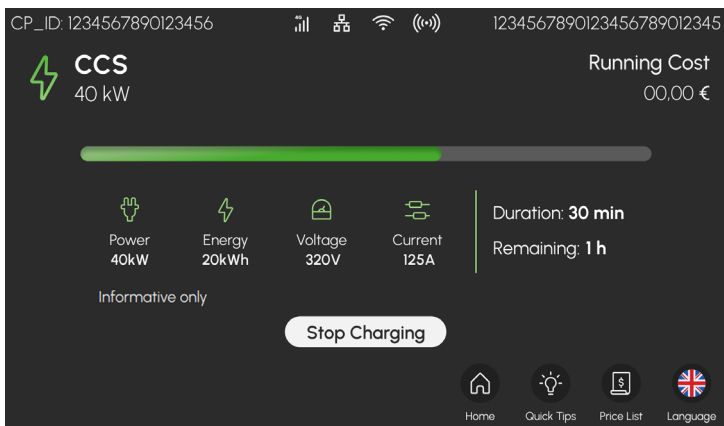 CP_ID: 1234567890123456 4G 1234567890123456789012345
CCS
40 kW
Running Cost
00,00 €
Power
40kW
Energy
20kWh
Voltage
320V
Current
125A
Duration: 30 min
Remaining: 1 h
Informative only
Stop Charging
Home
Quick Tips
Price List
Language